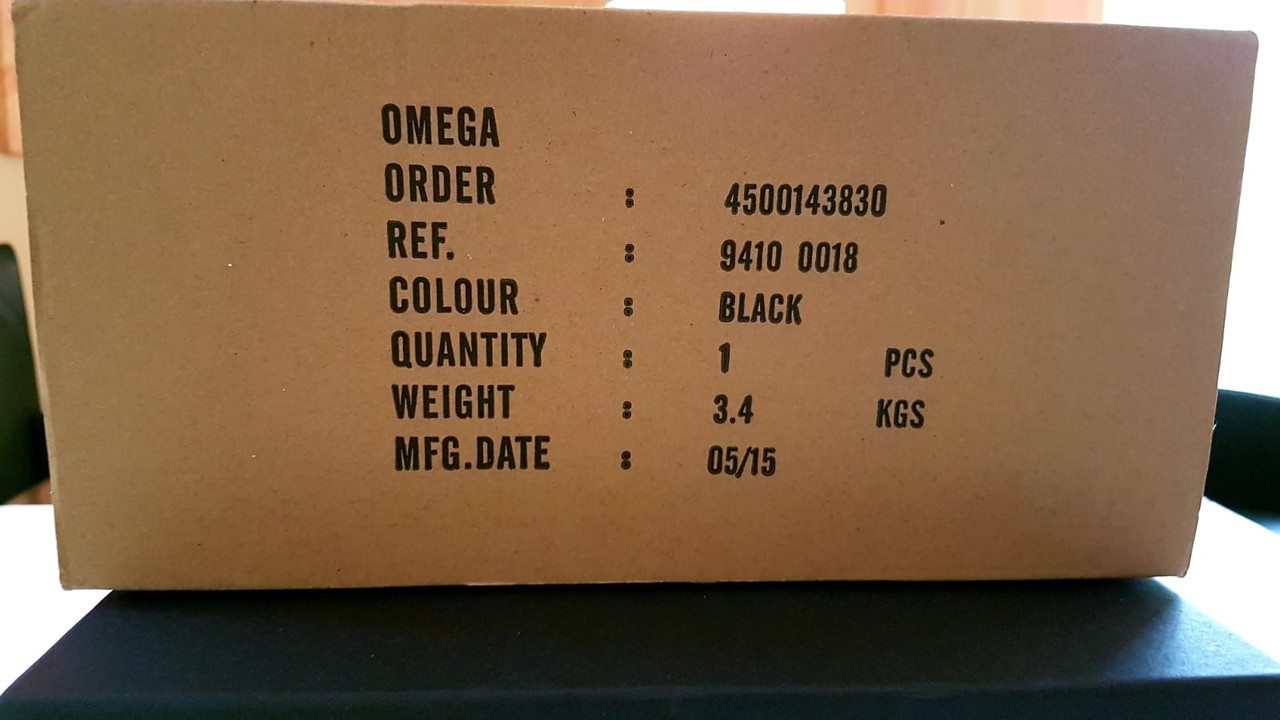 OMEGA
ORDER : 4500143830
REF. : 9410 0018
COLOUR : BLACK
QUANTITY : 1 PCS
WEIGHT : 3.4 KGS
MFG.DATE : 05/15